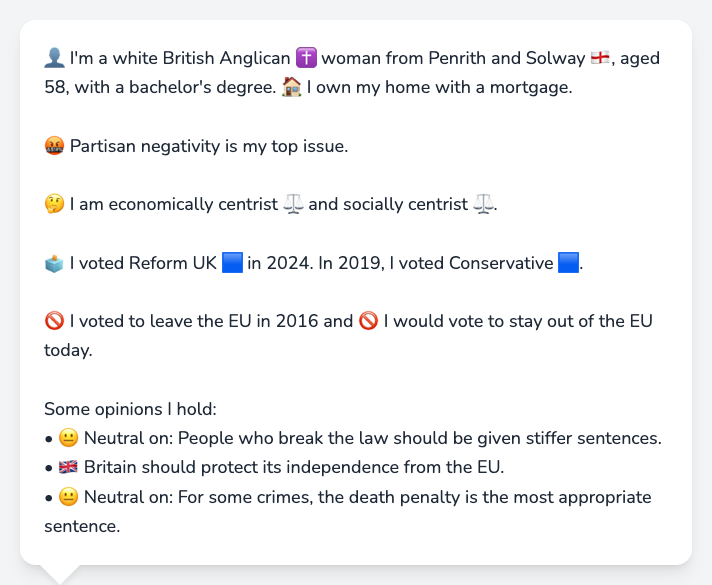 👤 I'm a white British Anglican ✝️ woman from Penrith and Solway 🏴󠁧󠁢󠁥󠁮󠁧󠁿, aged
58, with a bachelor's degree. 🏠 I own my home with a mortgage.
🤬 Partisan negativity is my top issue.
🤔 I am economically centrist ⚖️ and socially centrist ⚖️.
🗳️ I voted Reform UK 🟦 in 2024. In 2019, I voted Conservative 🟦.
🚫 I voted to leave the EU in 2016 and 🚫 I would vote to stay out of the EU
today.
Some opinions I hold:
• 😐 Neutral on: People who break the law should be given stiffer sentences.
• 🇬🇧 Britain should protect its independence from the EU.
• 😐 Neutral on: For some crimes, the death penalty is the most appropriate
sentence.